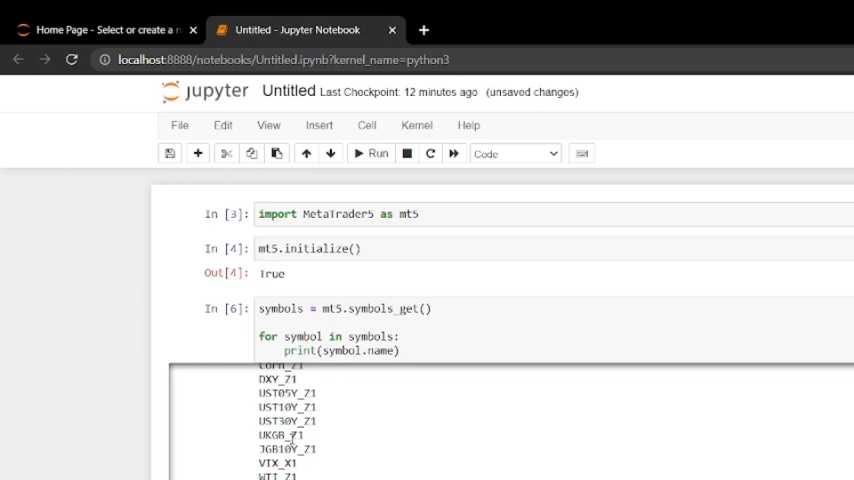 Home Page - Select or create a n
Untitled - Jupyter Notebook
localhost:8888/notebooks/Untitled.ipynb?kernel_name=python3
jupyter Untitled Last Checkpoint: 12 minutes ago (unsaved changes)
File Edit View Insert Cell Kernel Help
Run Code
In [3]: import MetaTrader5 as mt5
In [4]: mt5.initialize()
Out[4]: True
In [6]: symbols = mt5.symbols_get()
for symbol in symbols:
print(symbol.name)
Corn_Z1
DXY_Z1
UST05Y_Z1
UST10Y_Z1
UST30Y_Z1
UKGB_Z1
JGB10Y_Z1
VIX_X1
WTI_Z1